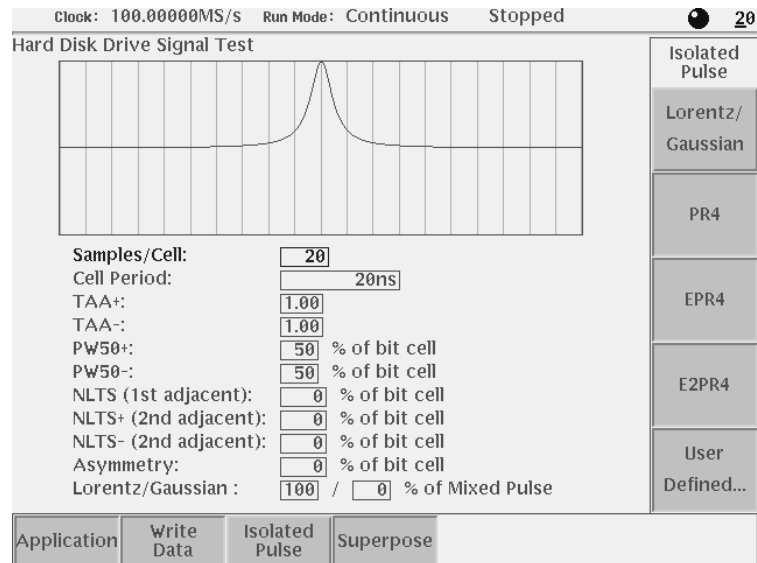 Clock: 100.00000MS/s Run Mode: Continuous Stopped 20
Hard Disk Drive Signal Test
Samples/Cell: 20
Cell Period: 20ns
TAA+: 1.00
TAA-: 1.00
PW50+: 50 % of bit cell
PW50-: 50 % of bit cell
NLTS (1st adjacent): 0 % of bit cell
NLTS+ (2nd adjacent): 0 % of bit cell
NLTS- (2nd adjacent): 0 % of bit cell
Asymmetry: 0 % of bit cell
Lorentz/Gaussian : 100 / 0 % of Mixed Pulse
Isolated
Pulse
Lorentz/
Gaussian
PR4
EPR4
E2PR4
User
Defined...
Application
Write
Data
Isolated
Pulse
Superpose